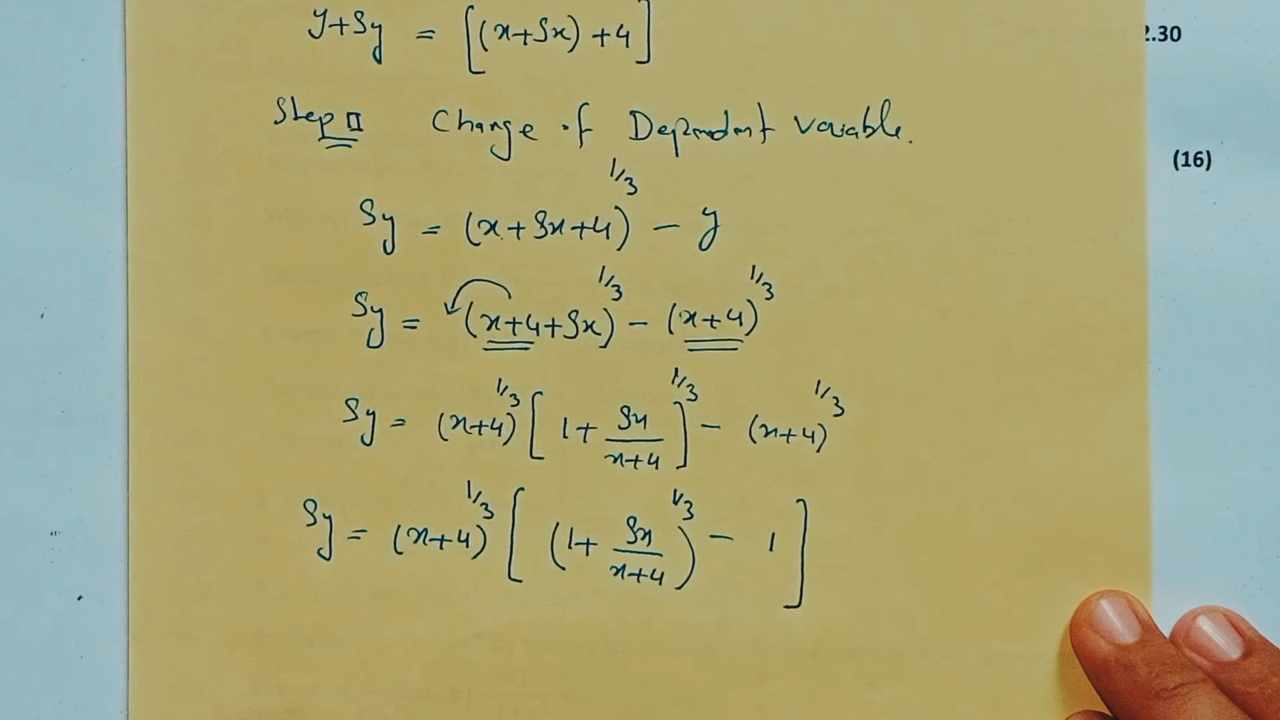 y+δy = [(x+δx)+4]
2.30
Step II Change of Dependent Variable.
(16)
δy = (x+δx+4)^1/3 - y
δy = (x+4+δx)^1/3 - (x+4)^1/3
δy = (x+4)^1/3 [1+ δx/x+4]^1/3 - (x+4)^1/3
δy = (x+4)^1/3 [(1+ δx/x+4)^1/3 - 1]